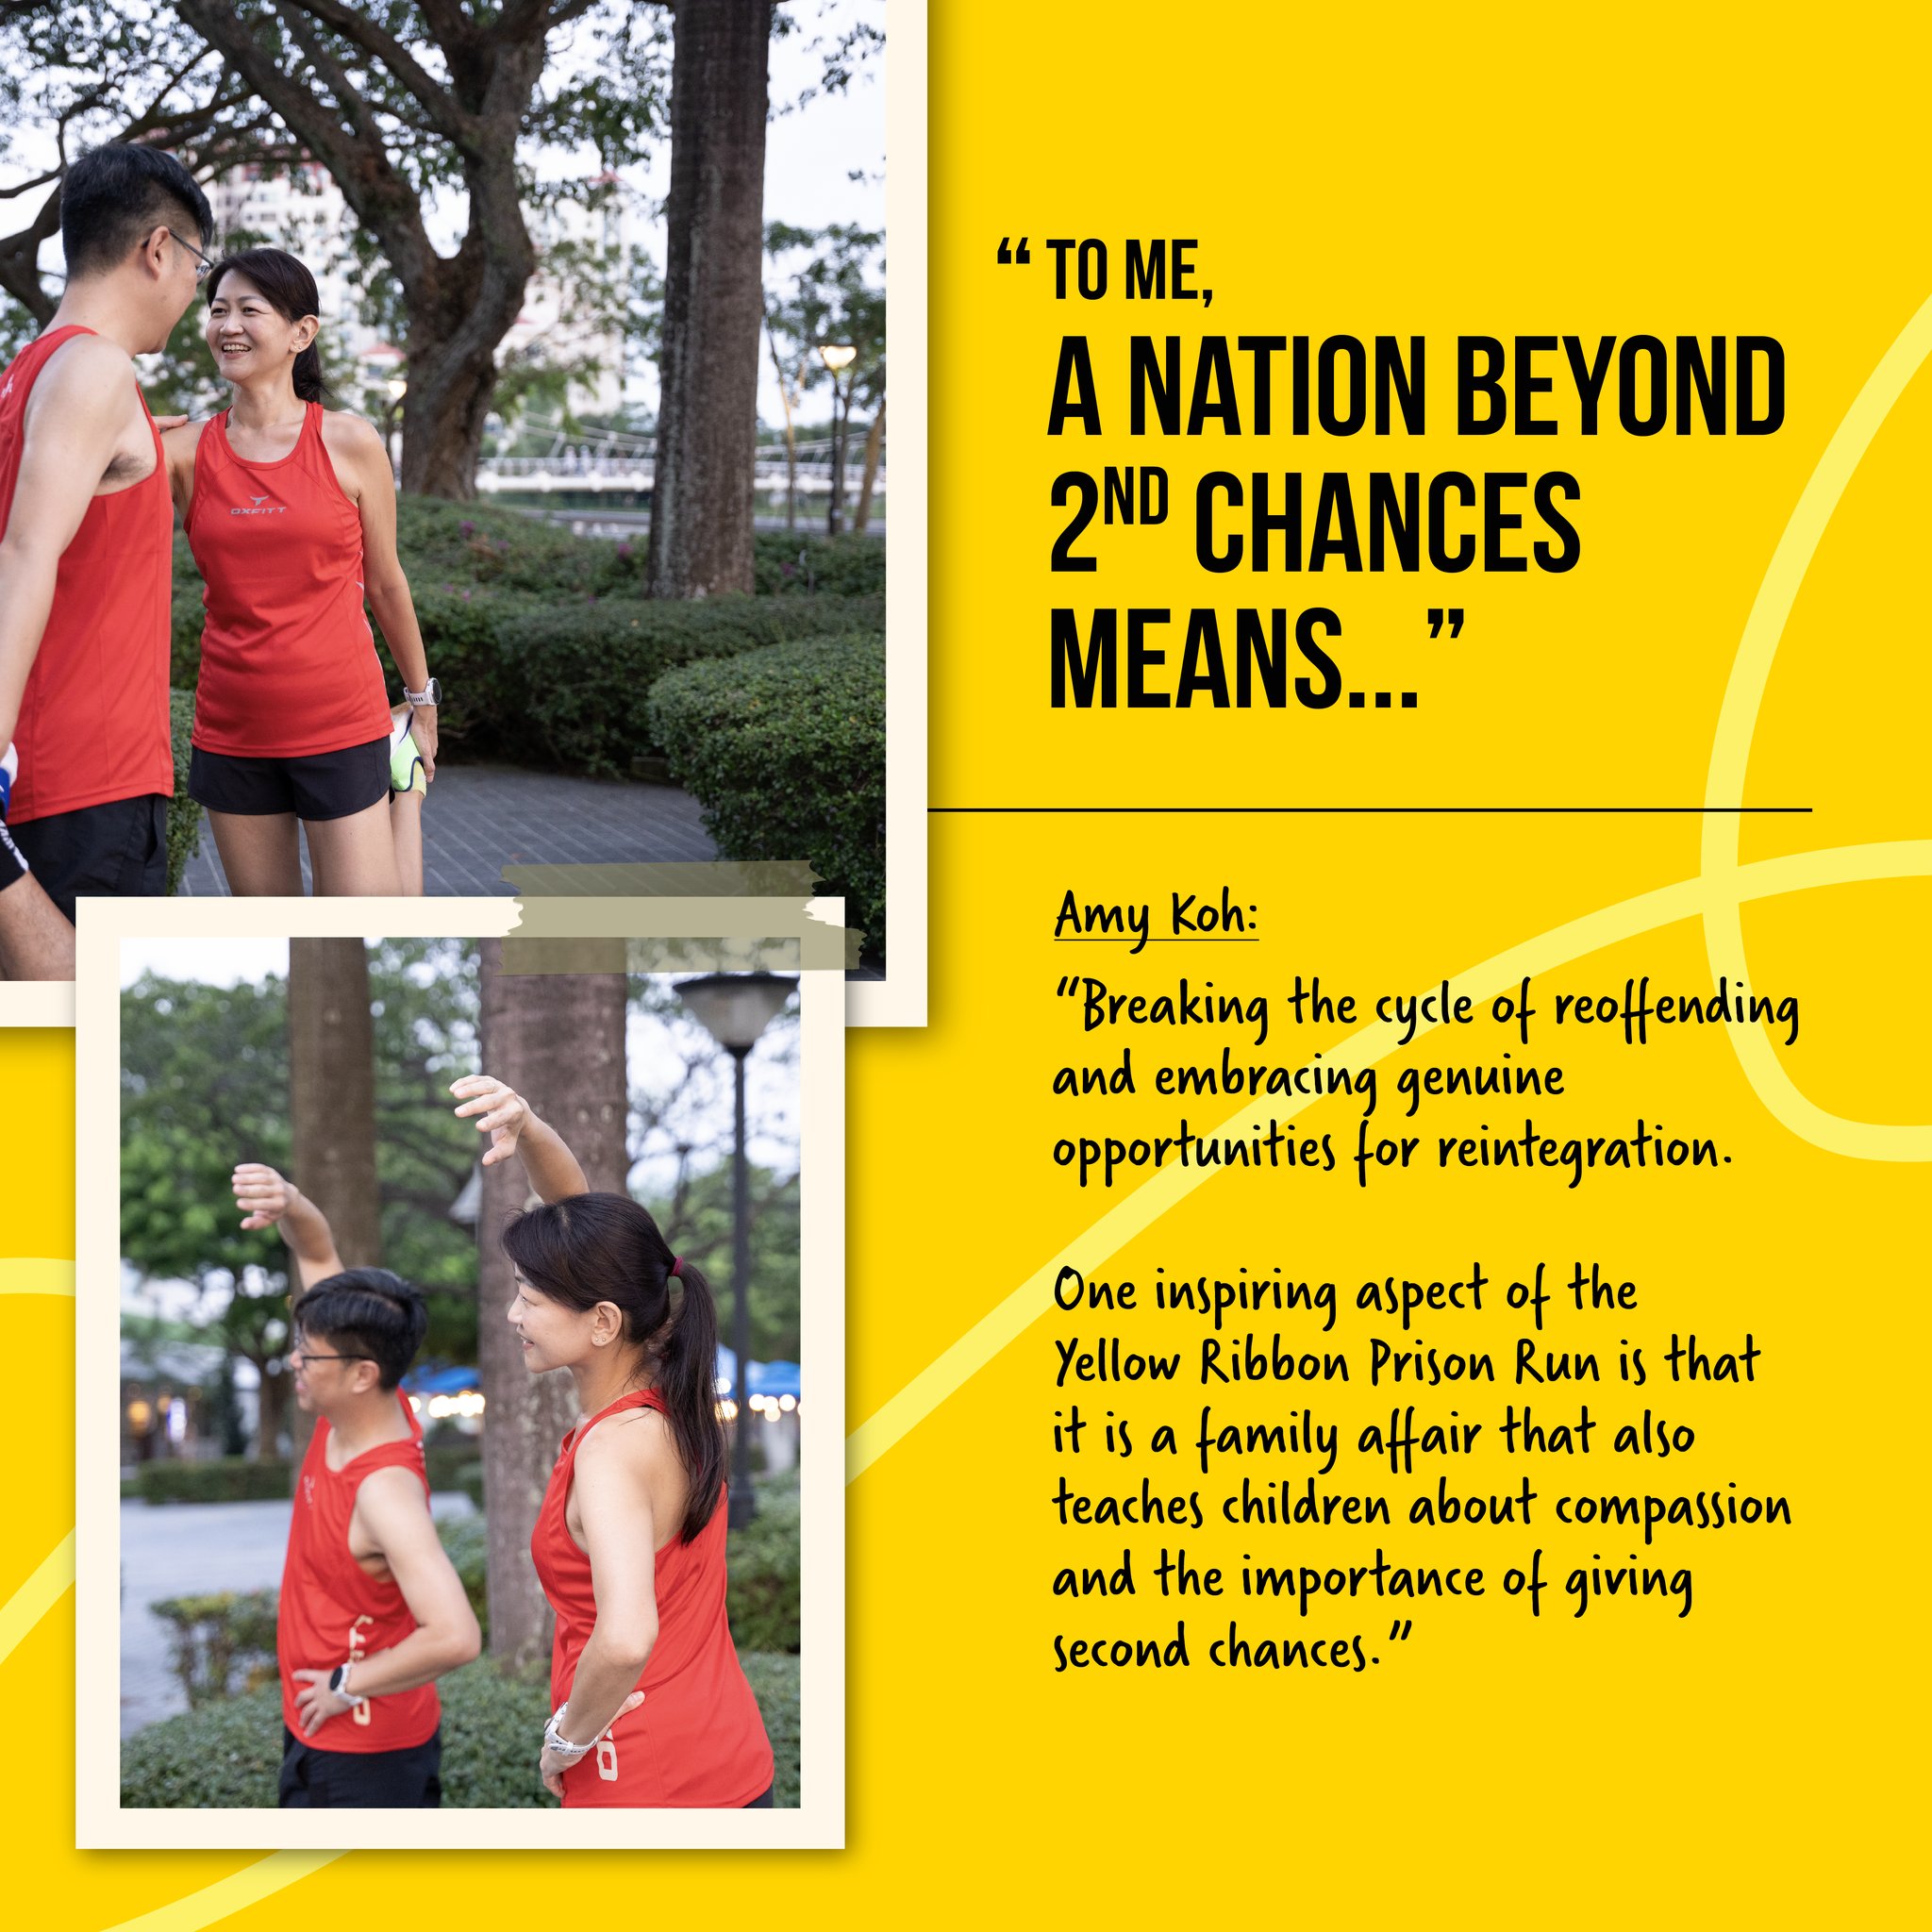 “ TO ME,
A NATION BEYOND
2ND CHANCES
MEANS...”
Amy Koh:
“Breaking the cycle of reoffending
and embracing genuine
opportunities for reintegration.
One inspiring aspect of the
Yellow Ribbon Prison Run is that
it is a family affair that also
teaches children about compassion
and the importance of giving
second chances.”
OXFITT